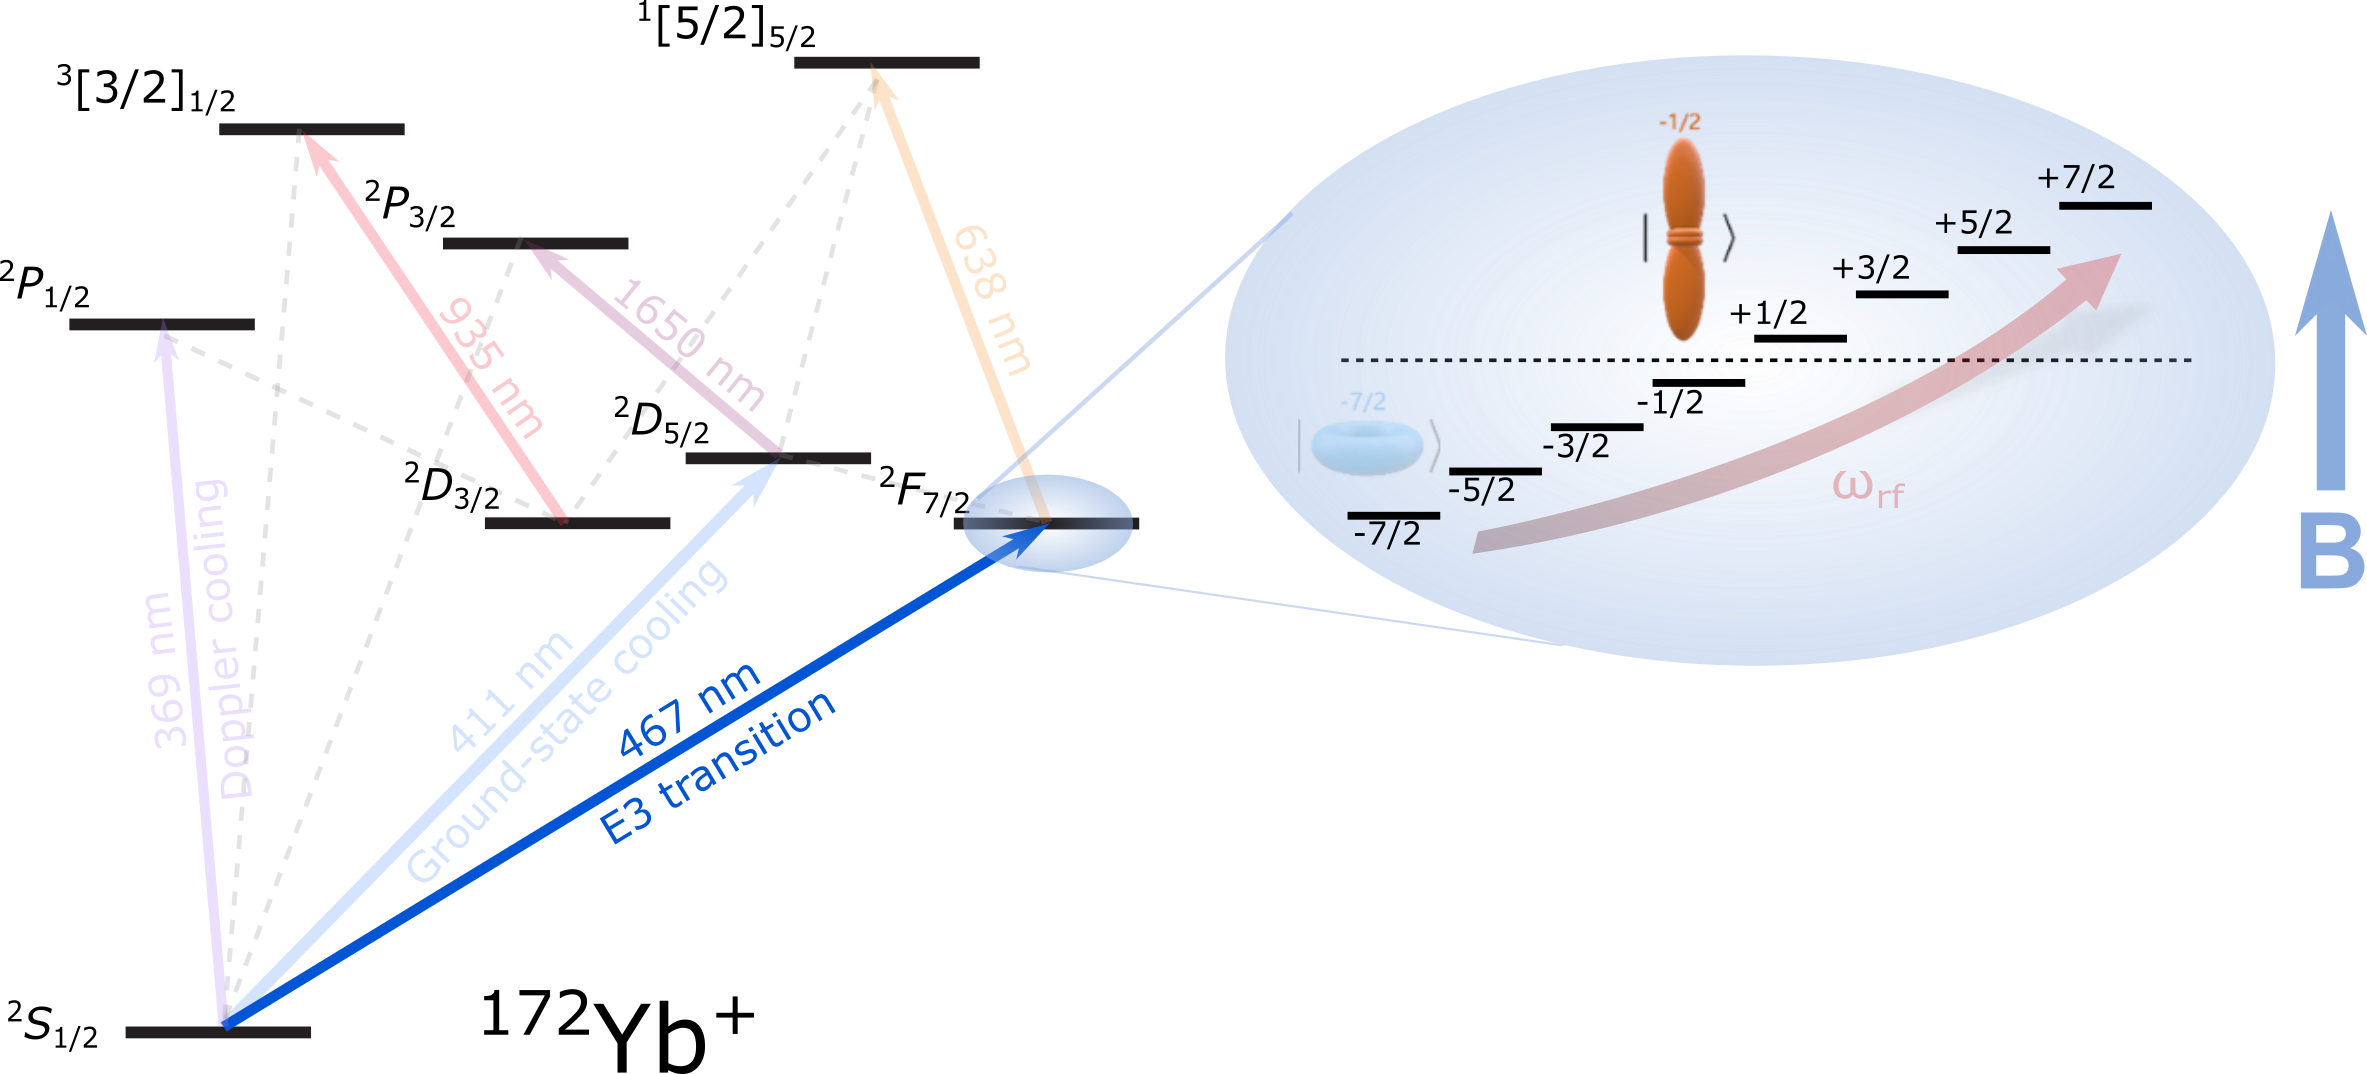 ¹[5/2]₅/₂
³[3/2]₁/₂
²P₃/₂
²P₁/₂
²D₅/₂
²D₃/₂
²F₇/₂
²S₁/₂
369 nm
Doppler cooling
935 nm
1650 nm
638 nm
411 nm
Ground-state cooling
467 nm
E3 transition
¹⁷²Yb⁺
-1/2
| ⟩
-7/2
| ⟩
-7/2
-5/2
-3/2
-1/2
+1/2
+3/2
+5/2
+7/2
ωrf
B